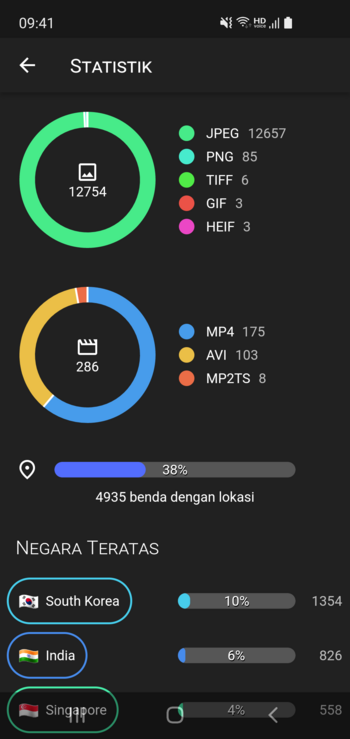 09:41
HD
VOICE
STATISTIK
12754
JPEG 12657
PNG 85
TIFF 6
GIF 3
HEIF 3
286
MP4 175
AVI 103
MP2TS 8
38%
4935 benda dengan lokasi
NEGARA TERATAS
South Korea 10% 1354
India 6% 826
Singapore 4% 558